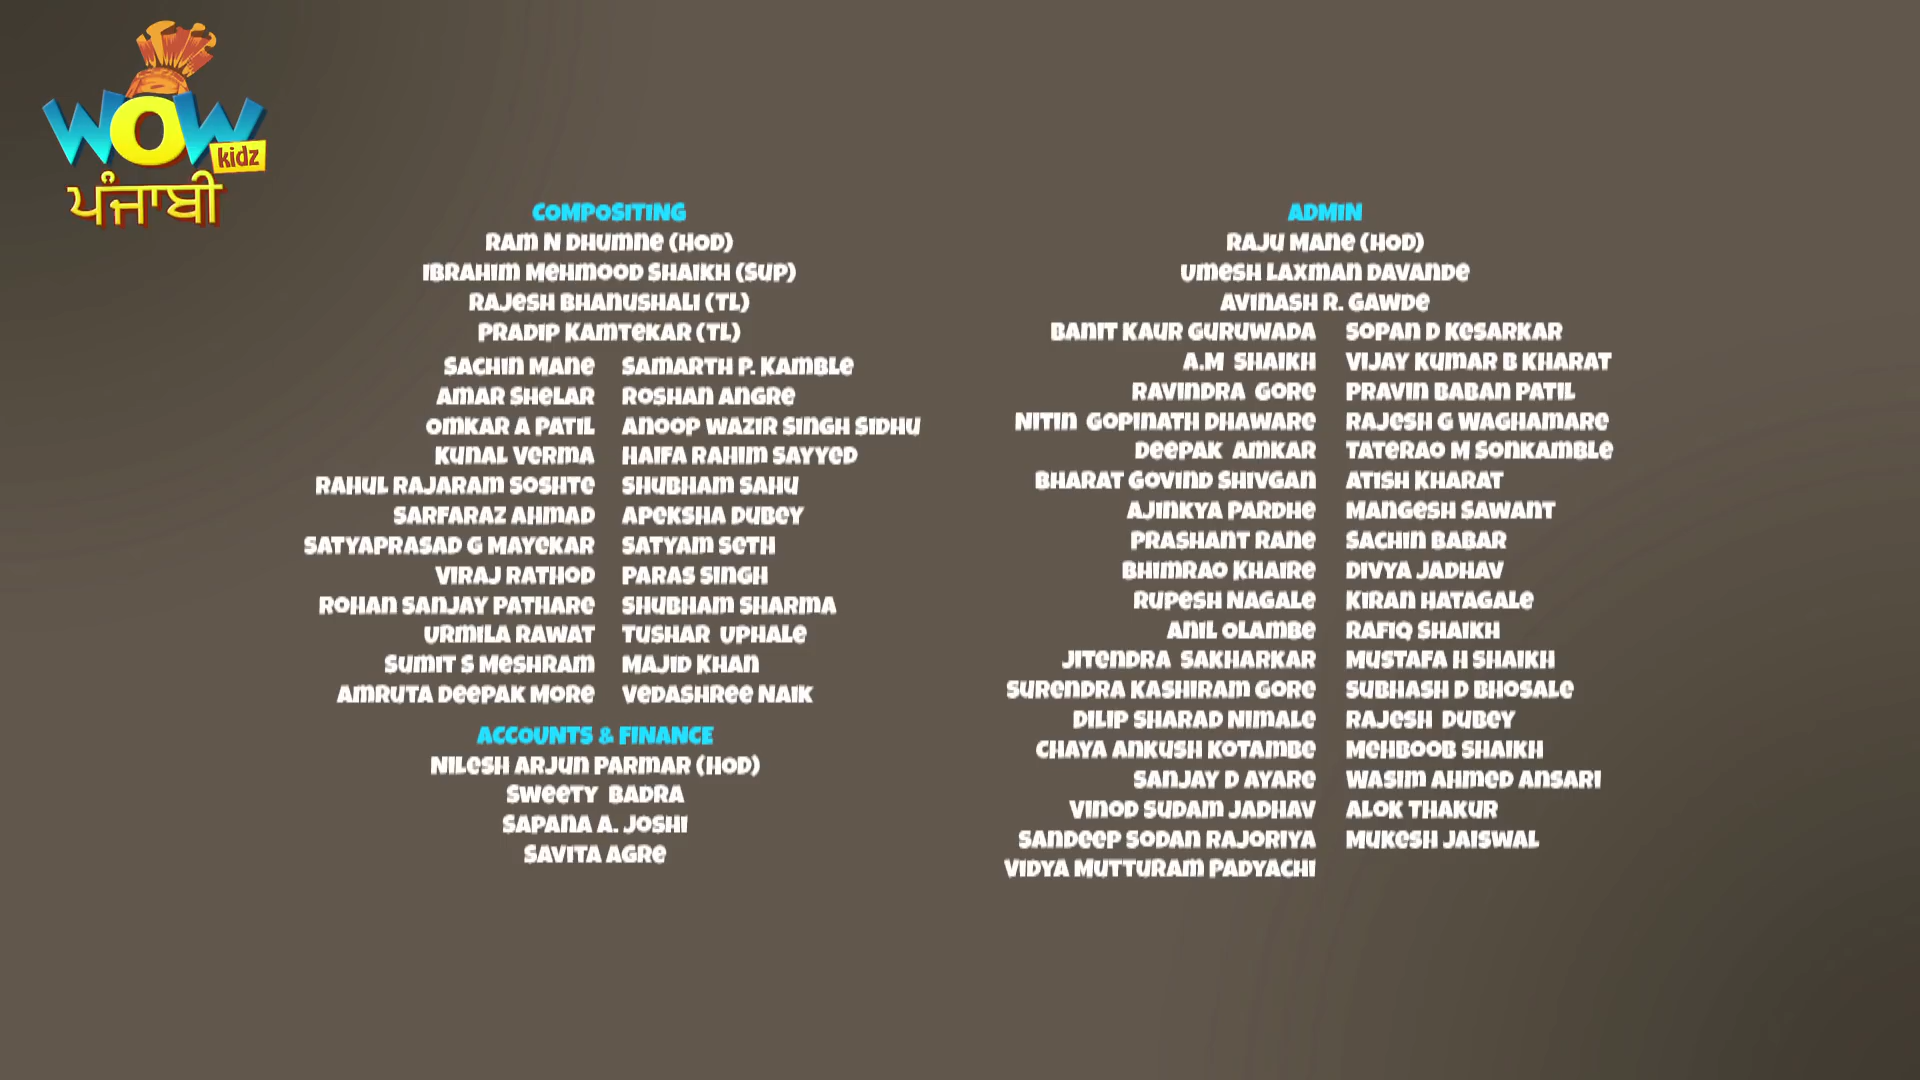 WOW
kidz
ਪੰਜਾਬੀ
COMPOSITING
RAM N DHUMNE (HOD)
IBRAHIM MEHMOOD SHAIKH (SUP)
RAJESH BHANUSHALI (TL)
PRADIP KAMTEKAR (TL)
SACHIN MANE SAMARTH P. KAMBLE
AMAR SHELAR ROSHAN ANGRE
OMKAR A PATIL ANOOP WAZIR SINGH SIDHU
KUNAL VERMA HAIFA RAHIM SAYYED
RAHUL RAJARAM SOSHTE SHUBHAM SAHU
SARFARAZ AHMAD APEKSHA DUBEY
SATYAPRASAD G MAYEKAR SATYAM SETH
VIRAJ RATHOD PARAS SINGH
ROHAN SANJAY PATHARE SHUBHAM SHARMA
URMILA RAWAT TUSHAR UPHALE
SUMIT S MESHRAM MAJID KHAN
AMRUTA DEEPAK MORE VEDASHREE NAIK
ACCOUNTS & FINANCE
NILESH ARJUN PARMAR (HOD)
SWEETY BADRA
SAPANA A. JOSHI
SAVITA AGRE
ADMIN
RAJU MANE (HOD)
UMESH LAXMAN DAVANDE
AVINASH R. GAWDE
BANIT KAUR GURUWADA SOPAN D KESARKAR
A.M SHAIKH VIJAY KUMAR B KHARAT
RAVINDRA GORE PRAVIN BABAN PATIL
NITIN GOPINATH DHAWARE RAJESH G WAGHAMARE
DEEPAK AMKAR TATERAO M SONKAMBLE
BHARAT GOVIND SHIVGAN ATISH KHARAT
AJINKYA PARDHE MANGESH SAWANT
PRASHANT RANE SACHIN BABAR
BHIMRAO KHAIRE DIVYA JADHAV
RUPESH NAGALE KIRAN HATAGALE
ANIL OLAMBE RAFIQ SHAIKH
JITENDRA SAKHARKAR MUSTAFA H SHAIKH
SURENDRA KASHIRAM GORE SUBHASH D BHOSALE
DILIP SHARAD NIMALE RAJESH DUBEY
CHAYA ANKUSH KOTAMBE MEHBOOB SHAIKH
SANJAY D AYARE WASIM AHMED ANSARI
VINOD SUDAM JADHAV ALOK THAKUR
SANDEEP SODAN RAJORIYA MUKESH JAISWAL
VIDYA MUTTURAM PADYACHI